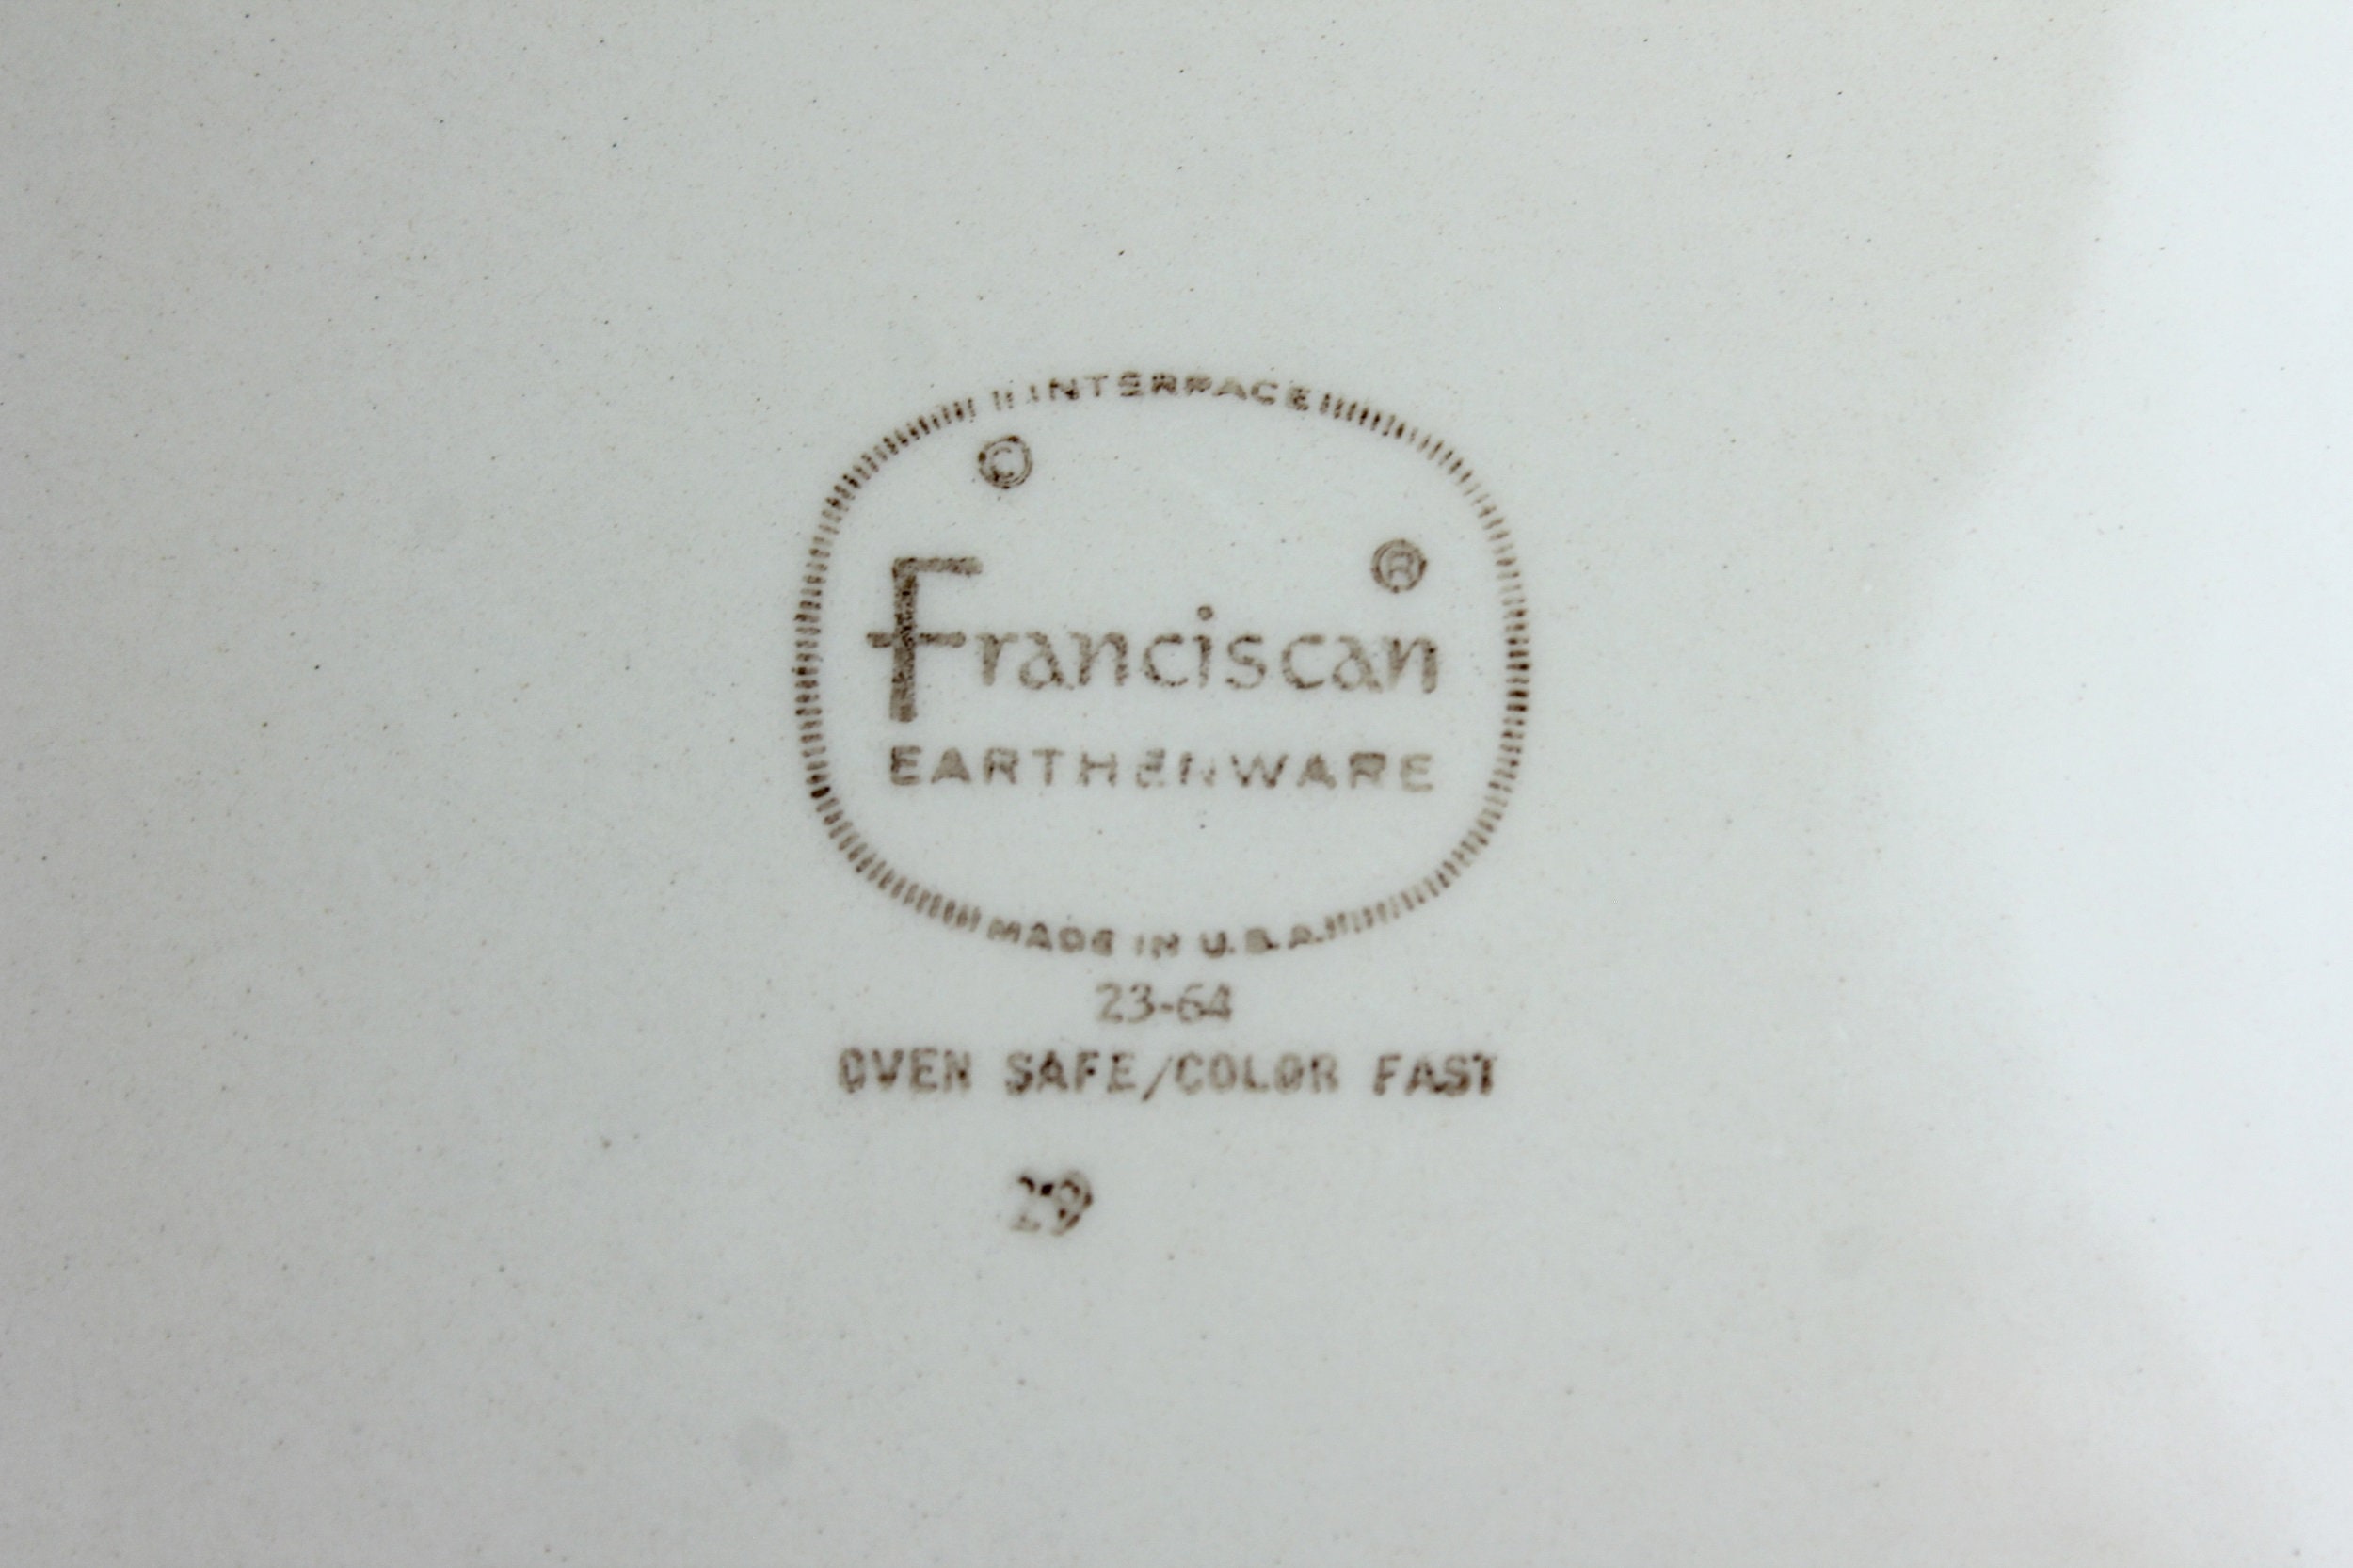 INTERPACE
©
®
Franciscan
EARTHENWARE
MADE IN U.S.A.
23-64
OVEN SAFE/COLOR FAST
29